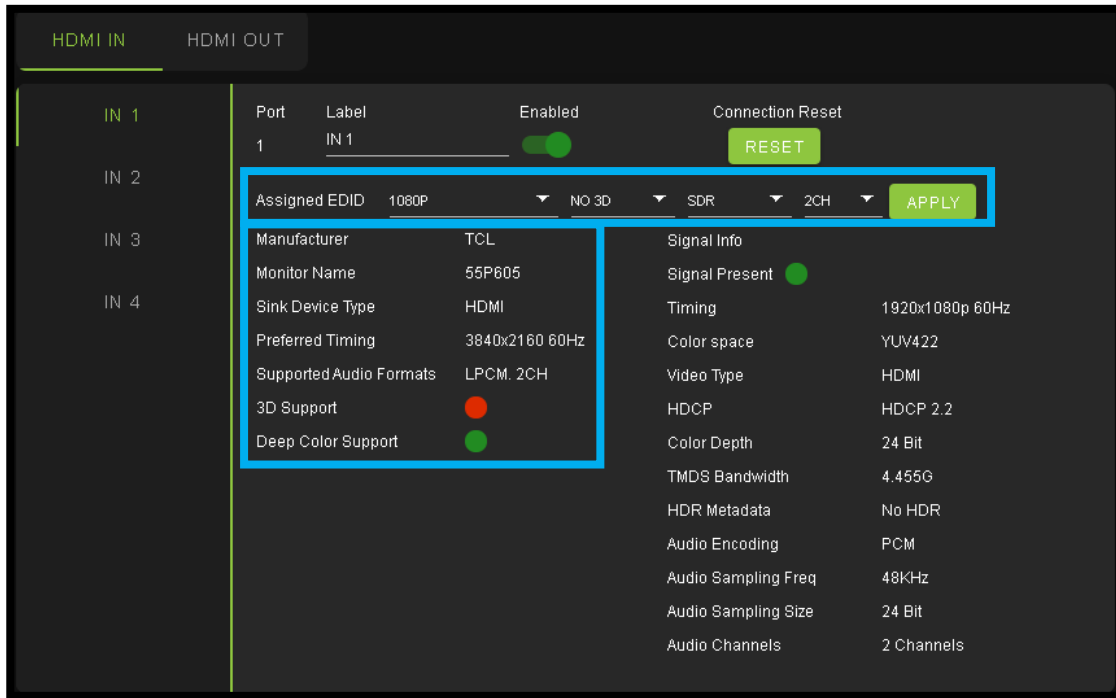 HDMI IN HDMI OUT
IN 1
IN 2
IN 3
IN 4
Port Label Enabled Connection Reset
1 IN 1 RESET
Assigned EDID 1080P NO 3D SDR 2CH APPLY
Manufacturer TCL
Monitor Name 55P605
Sink Device Type HDMI
Preferred Timing 3840x2160 60Hz
Supported Audio Formats LPCM. 2CH
3D Support
Deep Color Support
Signal Info
Signal Present
Timing 1920x1080p 60Hz
Color space YUV422
Video Type HDMI
HDCP HDCP 2.2
Color Depth 24 Bit
TMDS Bandwidth 4.455G
HDR Metadata No HDR
Audio Encoding PCM
Audio Sampling Freq 48KHz
Audio Sampling Size 24 Bit
Audio Channels 2 Channels